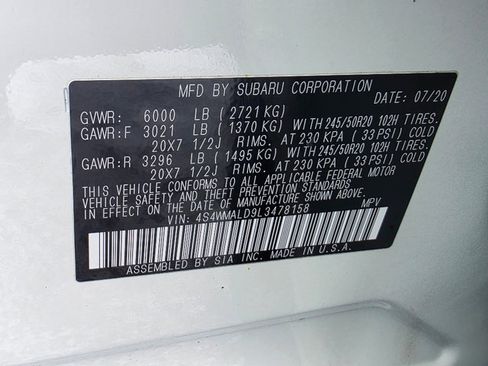 MFD BY SUBARU CORPORATION
DATE: 07/20
GVWR: 6000 LB (2721 KG)
GAWR:F 3021 LB (1370 KG) WITH 245/50R20 102H TIRES.
20X7 1/2J RIMS. AT 230 KPA (33 PSI) COLD
GAWR:R 3296 LB (1495 KG) WITH 245/50R20 102H TIRES.
20X7 1/2J RIMS. AT 230 KPA (33 PSI) COLD
THIS VEHICLE CONFORMS TO ALL APPLICABLE FEDERAL MOTOR
VEHICLE SAFETY, BUMPER, AND THEFT PREVENTION STANDARDS
IN EFFECT ON THE DATE OF MANUFACTURE SHOWN ABOVE.
VIN: 4S4WMALD9L3478158 MPV
ASSEMBLED BY SIA INC. MADE IN U.S.A.